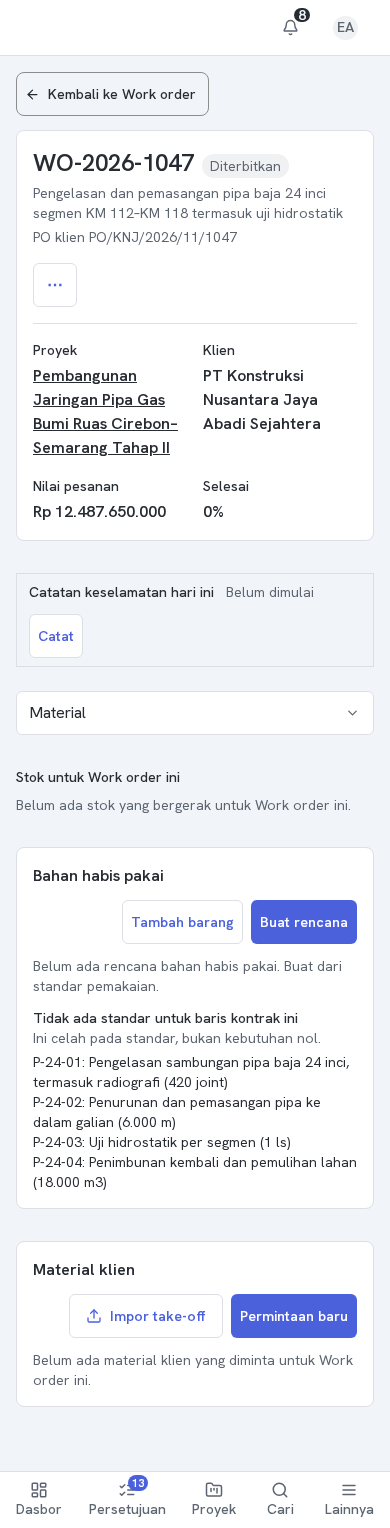 8
EA
Kembali ke Work order
WO-2026-1047 Diterbitkan
Pengelasan dan pemasangan pipa baja 24 inci
segmen KM 112–KM 118 termasuk uji hidrostatik
PO klien PO/KNJ/2026/11/1047
Proyek
Pembangunan
Jaringan Pipa Gas
Bumi Ruas Cirebon–
Semarang Tahap II
Klien
PT Konstruksi
Nusantara Jaya
Abadi Sejahtera
Nilai pesanan
Rp 12.487.650.000
Selesai
0%
Catatan keselamatan hari ini Belum dimulai
Catat
Material
Stok untuk Work order ini
Belum ada stok yang bergerak untuk Work order ini.
Bahan habis pakai
Tambah barang
Buat rencana
Belum ada rencana bahan habis pakai. Buat dari
standar pemakaian.
Tidak ada standar untuk baris kontrak ini
Ini celah pada standar, bukan kebutuhan nol.
P-24-01: Pengelasan sambungan pipa baja 24 inci,
termasuk radiografi (420 joint)
P-24-02: Penurunan dan pemasangan pipa ke
dalam galian (6.000 m)
P-24-03: Uji hidrostatik per segmen (1 ls)
P-24-04: Penimbunan kembali dan pemulihan lahan
(18.000 m3)
Material klien
Impor take-off
Permintaan baru
Belum ada material klien yang diminta untuk Work
order ini.
13
Dasbor
Persetujuan
Proyek
Cari
Lainnya